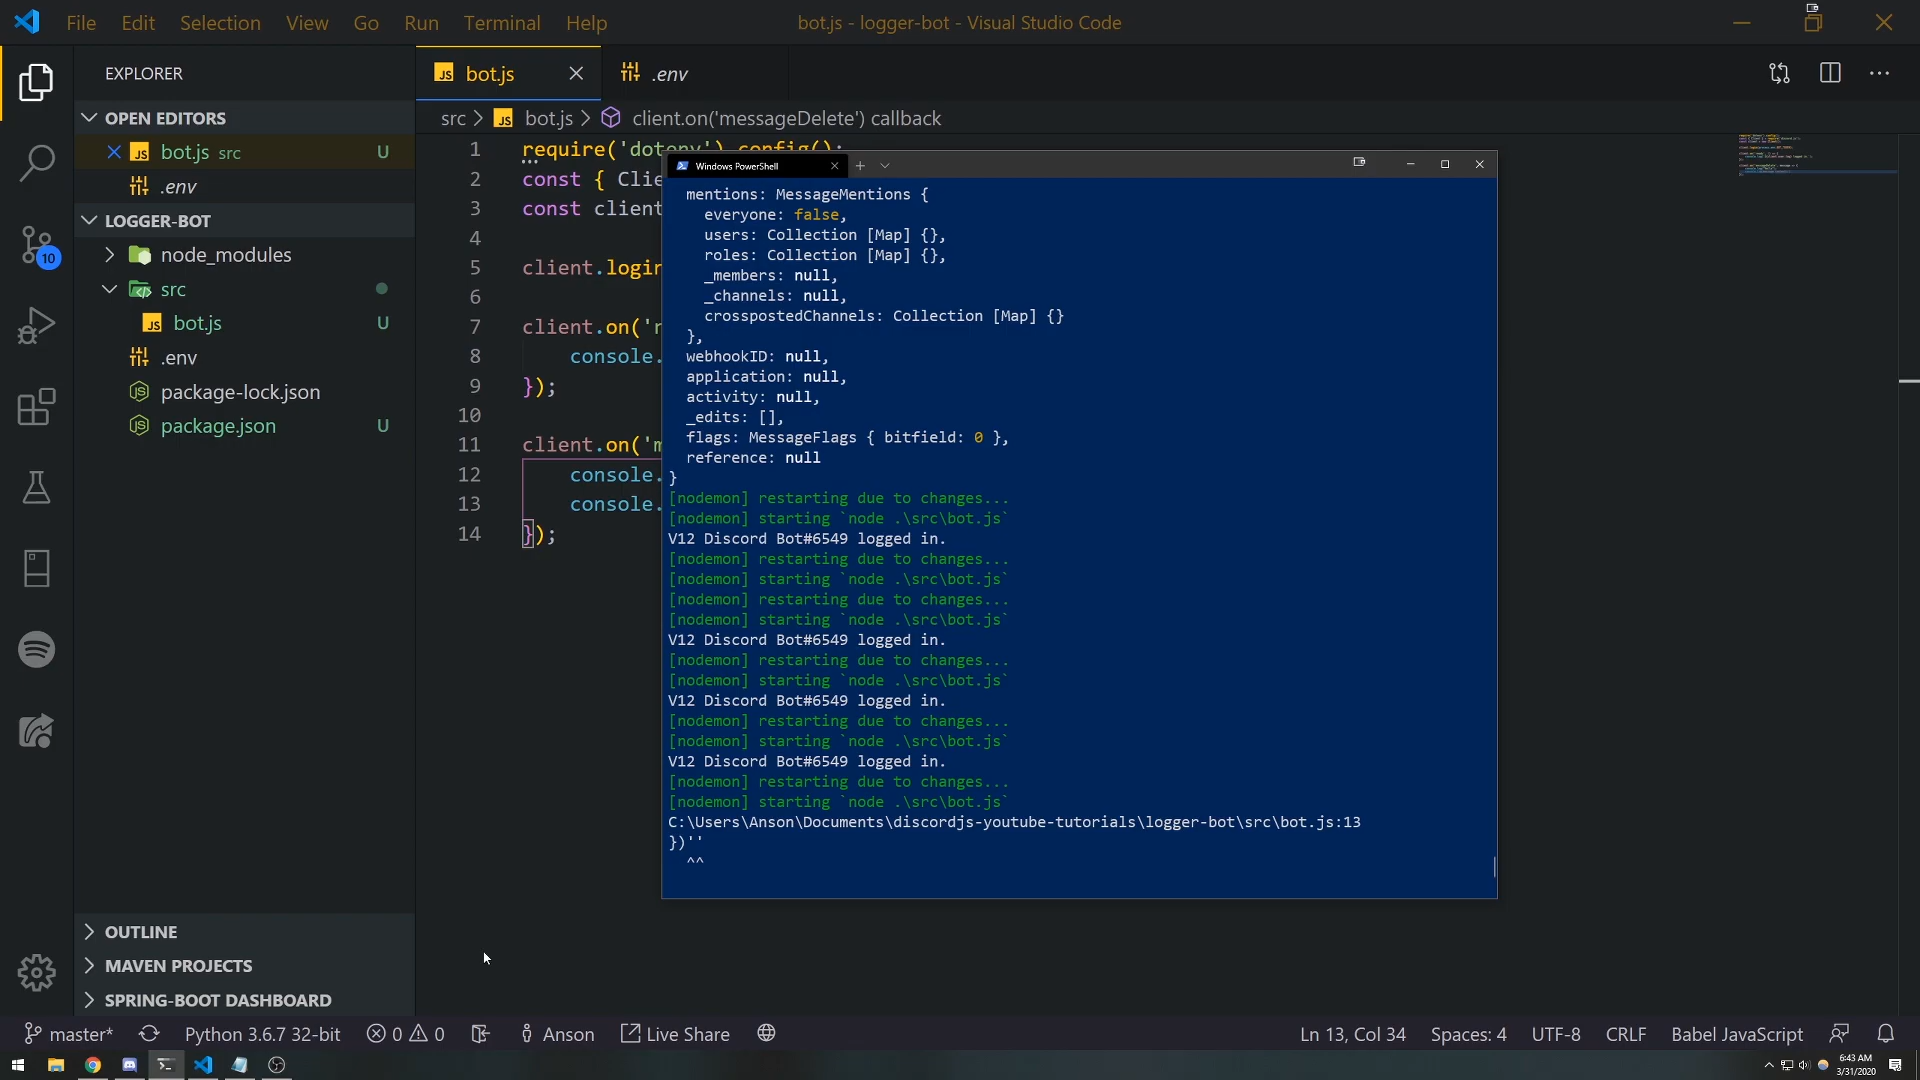 File Edit Selection View Go Run Terminal Help
bot.js - logger-bot - Visual Studio Code
EXPLORER
OPEN EDITORS
bot.js src U
.env
LOGGER-BOT
node_modules
src
bot.js U
.env
package-lock.json
package.json U
OUTLINE
MAVEN PROJECTS
SPRING-BOOT DASHBOARD
10
bot.js
.env
src > bot.js > client.on('messageDelete') callback
1 require('dotenv').config();
2 const { Clie
3 const client
4
5 client.login
6
7 client.on('r
8 console.
9 });
10
11 client.on('m
12 console.
13 console.
14 });
Windows PowerShell
mentions: MessageMentions {
everyone: false,
users: Collection [Map] {},
roles: Collection [Map] {},
_members: null,
_channels: null,
crosspostedChannels: Collection [Map] {}
},
webhookID: null,
application: null,
activity: null,
_edits: [],
flags: MessageFlags { bitfield: 0 },
reference: null
}
[nodemon] restarting due to changes...
[nodemon] starting `node .\src\bot.js`
V12 Discord Bot#6549 logged in.
[nodemon] restarting due to changes...
[nodemon] starting `node .\src\bot.js`
[nodemon] restarting due to changes...
[nodemon] starting `node .\src\bot.js`
V12 Discord Bot#6549 logged in.
[nodemon] restarting due to changes...
[nodemon] starting `node .\src\bot.js`
V12 Discord Bot#6549 logged in.
[nodemon] restarting due to changes...
[nodemon] starting `node .\src\bot.js`
V12 Discord Bot#6549 logged in.
[nodemon] restarting due to changes...
[nodemon] starting `node .\src\bot.js`
C:\Users\Anson\Documents\discordjs-youtube-tutorials\logger-bot\src\bot.js:13
})''
^^
master* Python 3.6.7 32-bit 0 0 Anson Live Share
Ln 13, Col 34 Spaces: 4 UTF-8 CRLF Babel JavaScript
6:43 AM
3/31/2020